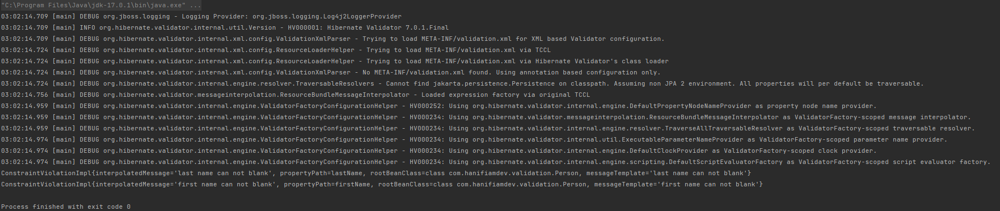 "C:\Program Files\Java\jdk-17.0.1\bin\java.exe" ...
03:02:14.709 [main] DEBUG org.jboss.logging - Logging Provider: org.jboss.logging.Log4j2LoggerProvider
03:02:14.709 [main] INFO org.hibernate.validator.internal.util.Version - HV000001: Hibernate Validator 7.0.1.Final
03:02:14.709 [main] DEBUG org.hibernate.validator.internal.xml.config.ValidationXmlParser - Trying to load META-INF/validation.xml for XML based Validator configuration.
03:02:14.724 [main] DEBUG org.hibernate.validator.internal.xml.config.ResourceLoaderHelper - Trying to load META-INF/validation.xml via TCCL
03:02:14.724 [main] DEBUG org.hibernate.validator.internal.xml.config.ResourceLoaderHelper - Trying to load META-INF/validation.xml via Hibernate Validator's class loader
03:02:14.724 [main] DEBUG org.hibernate.validator.internal.xml.config.ValidationXmlParser - No META-INF/validation.xml found. Using annotation based configuration only.
03:02:14.724 [main] DEBUG org.hibernate.validator.internal.engine.resolver.TraversableResolvers - Cannot find jakarta.persistence.Persistence on classpath. Assuming non JPA 2 environment. All properties will per default be traversable.
03:02:14.756 [main] DEBUG org.hibernate.validator.messageinterpolation.ResourceBundleMessageInterpolator - Loaded expression factory via original TCCL
03:02:14.959 [main] DEBUG org.hibernate.validator.internal.engine.ValidatorFactoryConfigurationHelper - HV000252: Using org.hibernate.validator.internal.engine.DefaultPropertyNodeNameProvider as property node name provider.
03:02:14.959 [main] DEBUG org.hibernate.validator.internal.engine.ValidatorFactoryConfigurationHelper - HV000234: Using org.hibernate.validator.messageinterpolation.ResourceBundleMessageInterpolator as ValidatorFactory-scoped message interpolator.
03:02:14.959 [main] DEBUG org.hibernate.validator.internal.engine.ValidatorFactoryConfigurationHelper - HV000234: Using org.hibernate.validator.internal.engine.resolver.TraverseAllTraversableResolver as ValidatorFactory-scoped traversable resolver.
03:02:14.974 [main] DEBUG org.hibernate.validator.internal.engine.ValidatorFactoryConfigurationHelper - HV000234: Using org.hibernate.validator.internal.util.ExecutableParameterNameProvider as ValidatorFactory-scoped parameter name provider.
03:02:14.974 [main] DEBUG org.hibernate.validator.internal.engine.ValidatorFactoryConfigurationHelper - HV000234: Using org.hibernate.validator.internal.engine.DefaultClockProvider as ValidatorFactory-scoped clock provider.
03:02:14.974 [main] DEBUG org.hibernate.validator.internal.engine.ValidatorFactoryConfigurationHelper - HV000234: Using org.hibernate.validator.internal.engine.scripting.DefaultScriptEvaluatorFactory as ValidatorFactory-scoped script evaluator factory.
ConstraintViolationImpl{interpolatedMessage='last name can not blank', propertyPath=lastName, rootBeanClass=class com.hanifiamdev.validation.Person, messageTemplate='last name can not blank'}
ConstraintViolationImpl{interpolatedMessage='first name can not blank', propertyPath=firstName, rootBeanClass=class com.hanifiamdev.validation.Person, messageTemplate='first name can not blank'}
Process finished with exit code 0